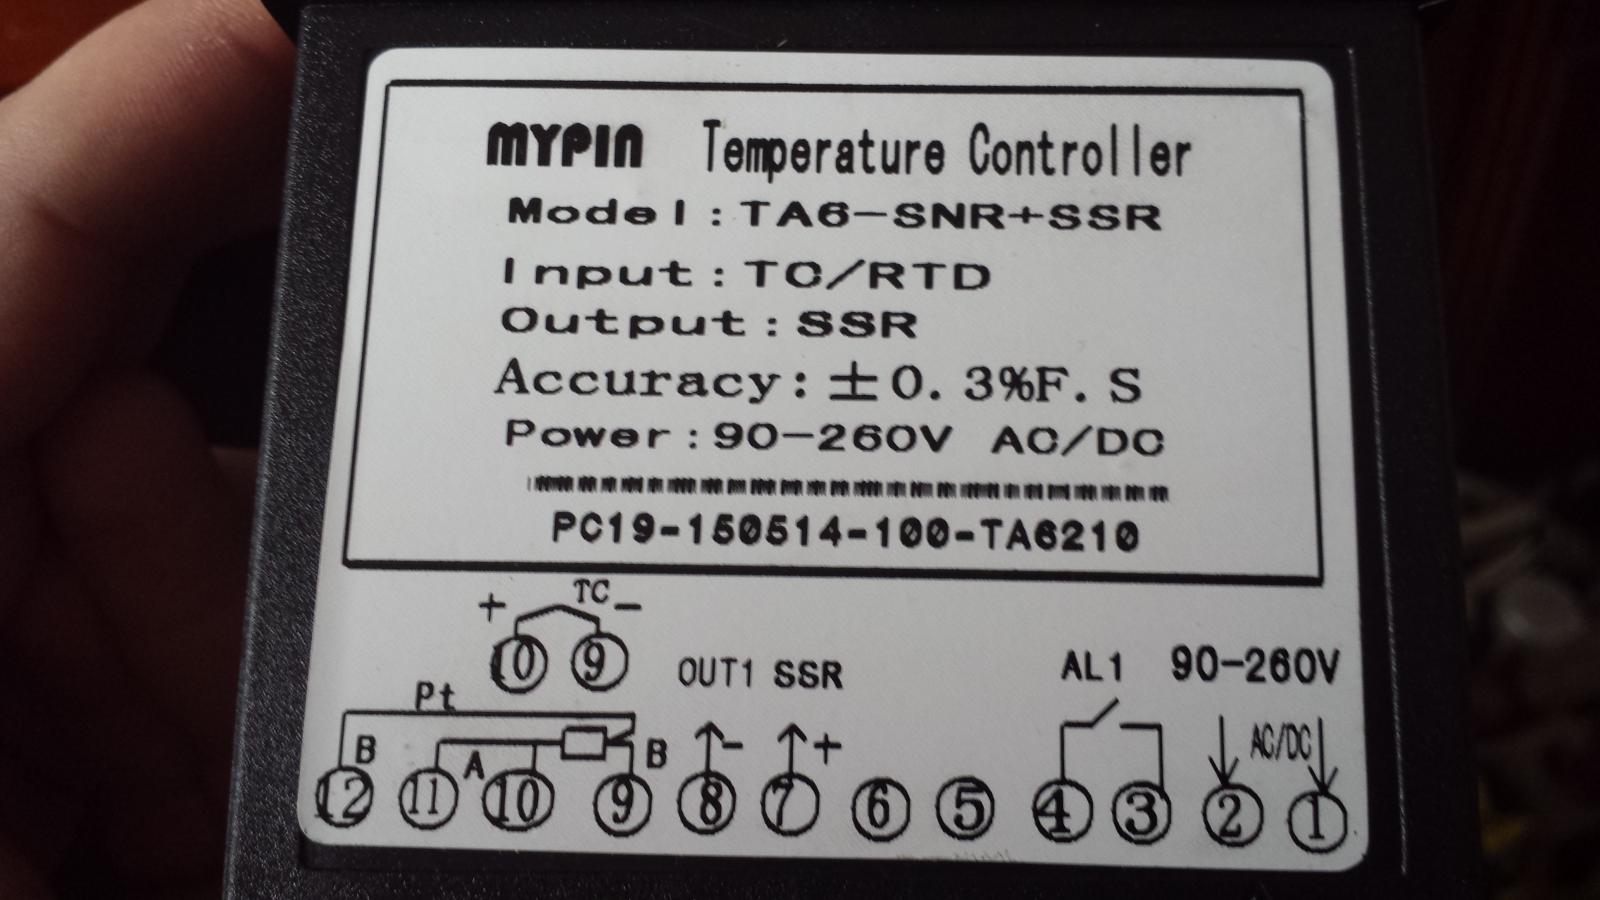 MYPIN Temperature Controller
Model:TA6-SNR+SSR
Input:TC/RTD
Output:SSR
Accuracy:±0.3%F.S
Power:90-260V AC/DC
PC19-150514-100-TA6210
+ TC -
10 9 OUT1 SSR AL1 90-260V
Pt
B A B - + AC/DC
12 11 10 9 8 7 6 5 4 3 2 1